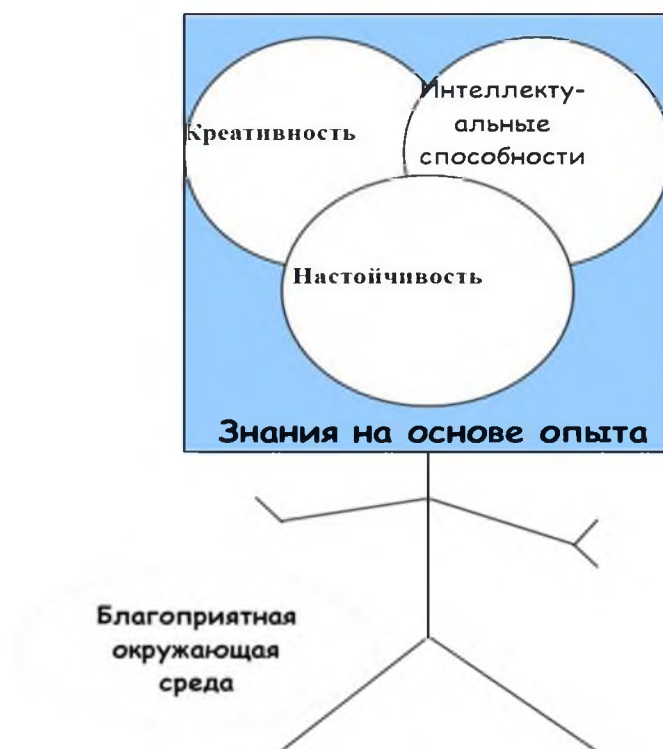 Креативность
Интеллекту-
альные
способности
Настойчивость
Знания на основе опыта
Благоприятная
окружающая
среда